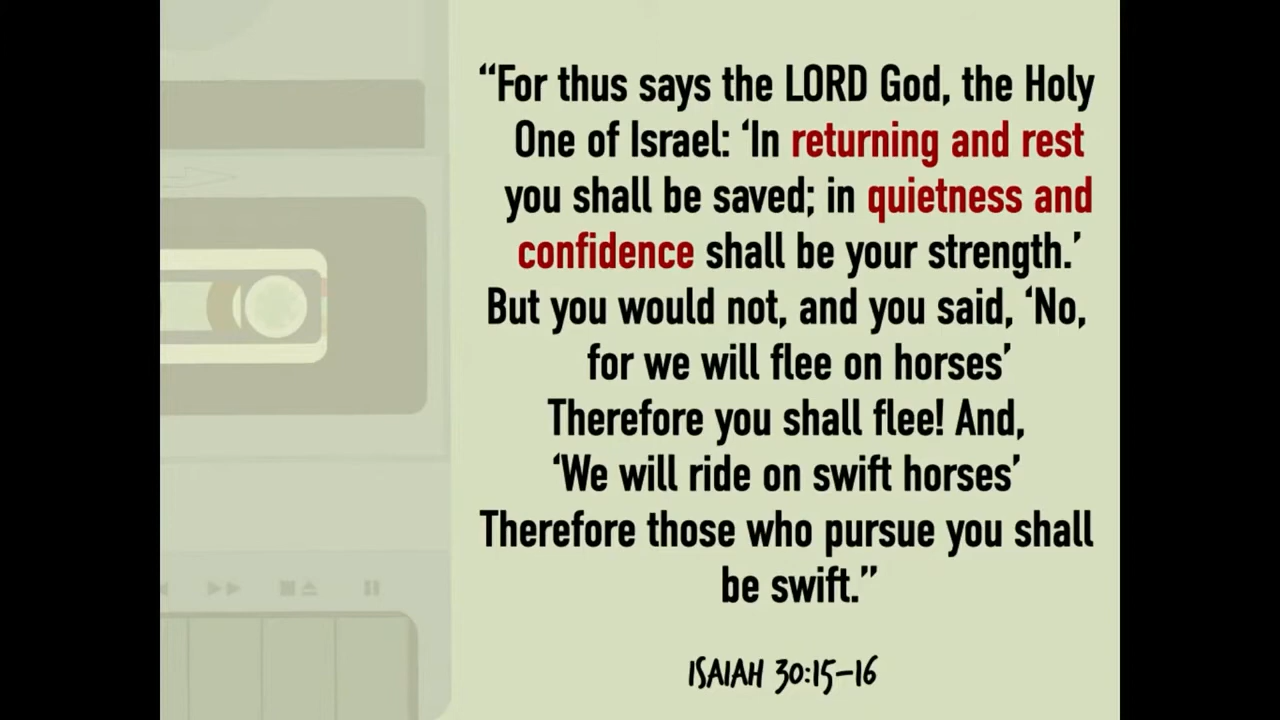 “For thus says the LORD God, the Holy
One of Israel: ‘In returning and rest
you shall be saved; in quietness and
confidence shall be your strength.’
But you would not, and you said, ‘No,
for we will flee on horses’
Therefore you shall flee! And,
‘We will ride on swift horses’
Therefore those who pursue you shall
be swift.”
ISAIAH 30:15–16